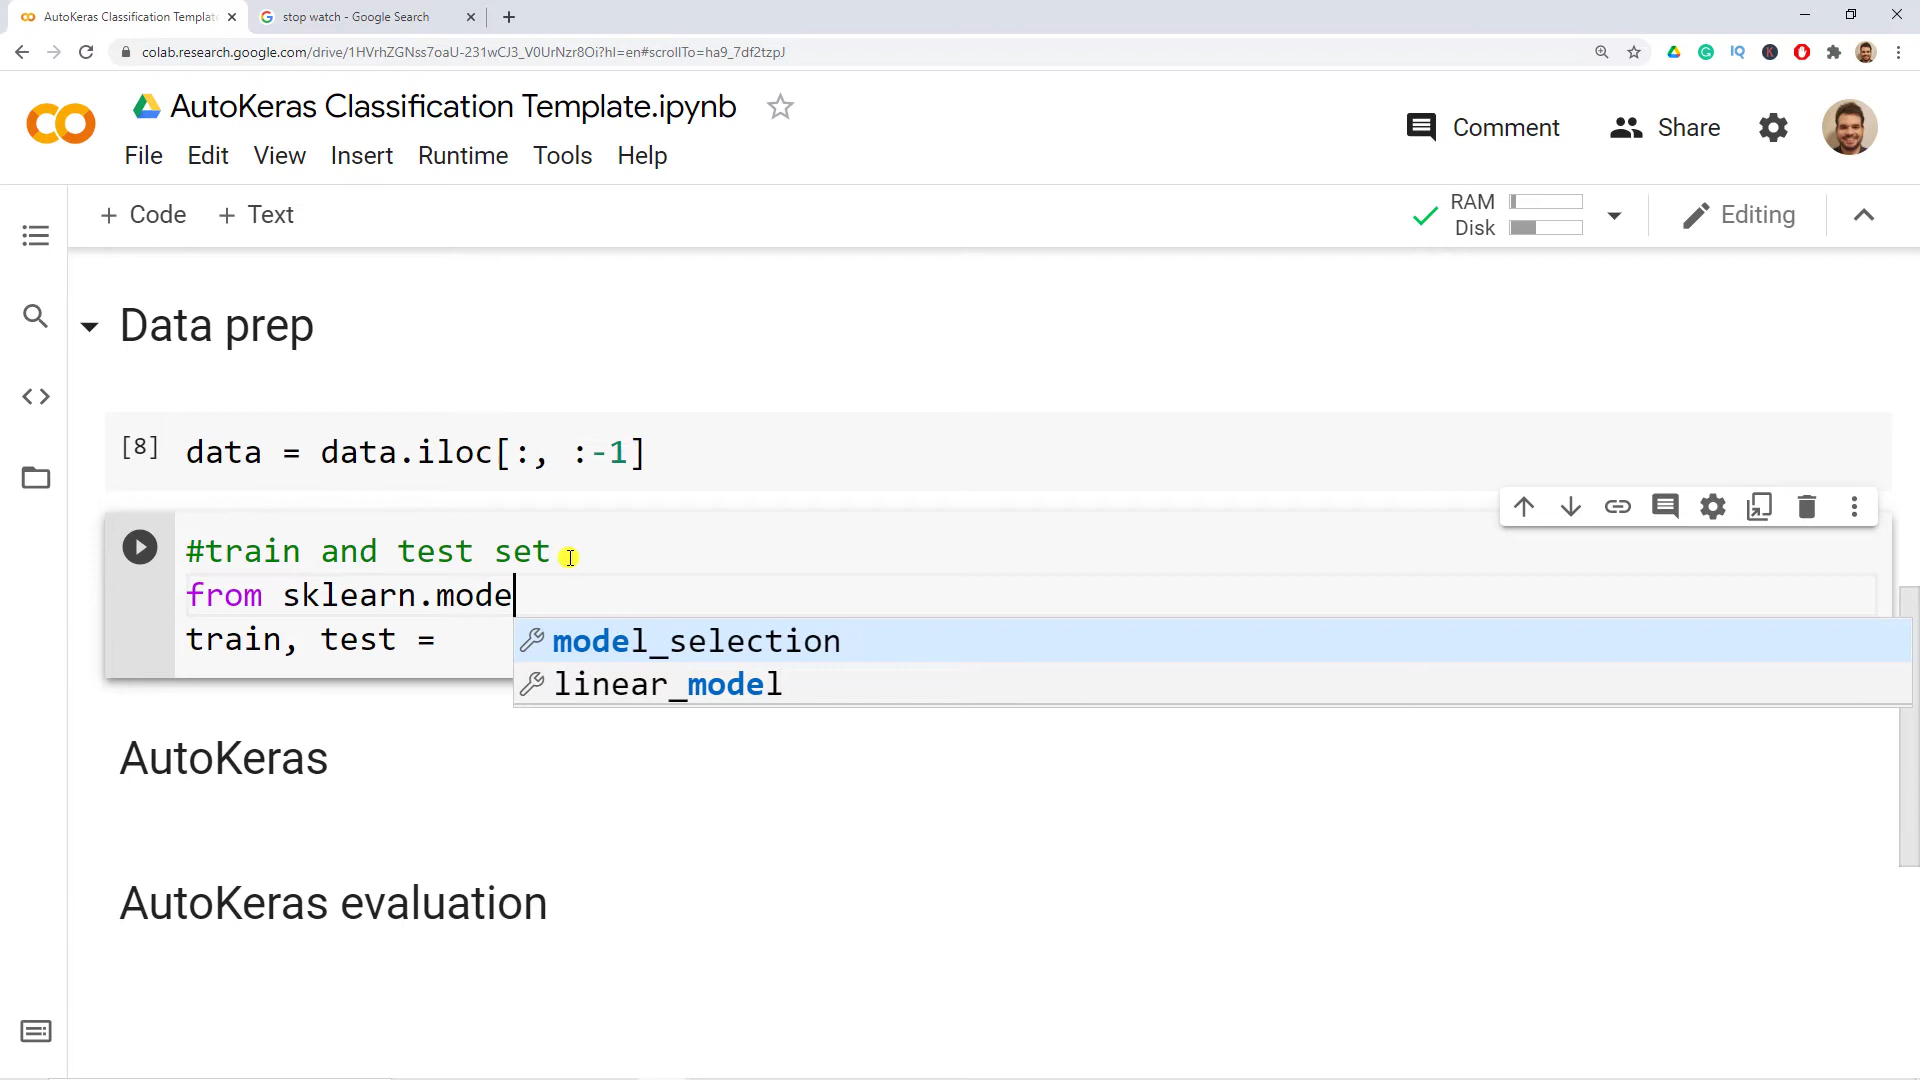 AutoKeras Classification Templat
stop watch - Google Search
colab.research.google.com/drive/1HVrhZGNss7oaU-231wCJ3_V0UrNzr8Oi?hl=en#scrollTo=ha9_7df2tzpJ
AutoKeras Classification Template.ipynb
Comment
Share
File Edit View Insert Runtime Tools Help
+ Code + Text
RAM
Disk
Editing
Data prep
[8] data = data.iloc[:, :-1]
#train and test set
from sklearn.mode
train, test =
model_selection
linear_model
AutoKeras
AutoKeras evaluation